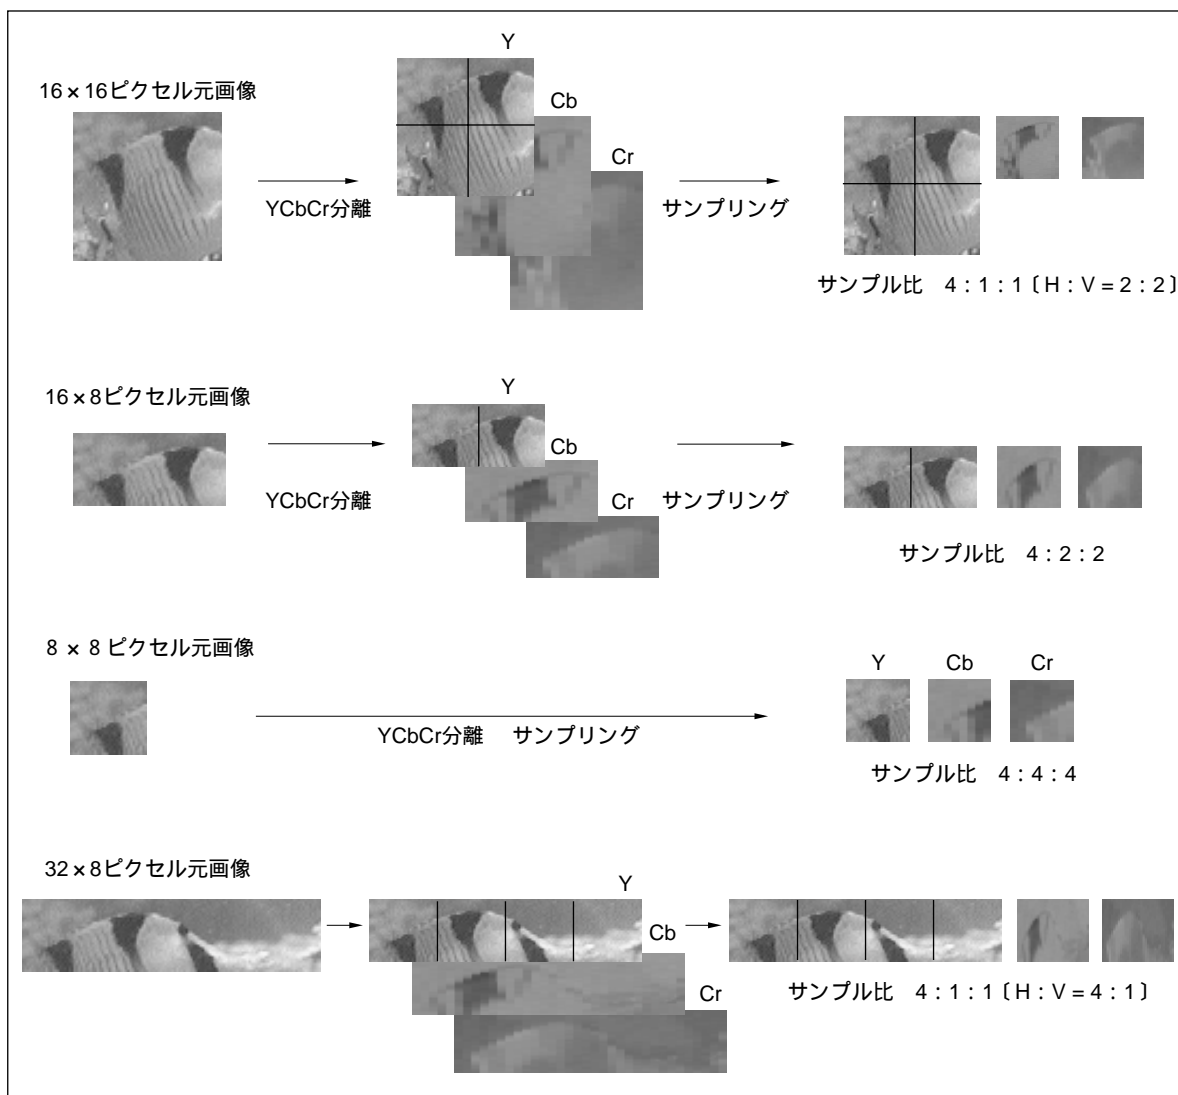 Y
16×16ピクセル元画像
Cb
Cr
YCbCr分離
サンプリング
サンプル比 4：1：1〔H：V＝2：2〕
16×8ピクセル元画像
Y
Cb
Cr
YCbCr分離
サンプリング
サンプル比 4：2：2
8 × 8 ピクセル元画像
Y Cb Cr
YCbCr分離 サンプリング
サンプル比 4：4：4
32×8ピクセル元画像
Y
Cb
Cr
サンプル比 4：1：1〔H：V＝4：1〕